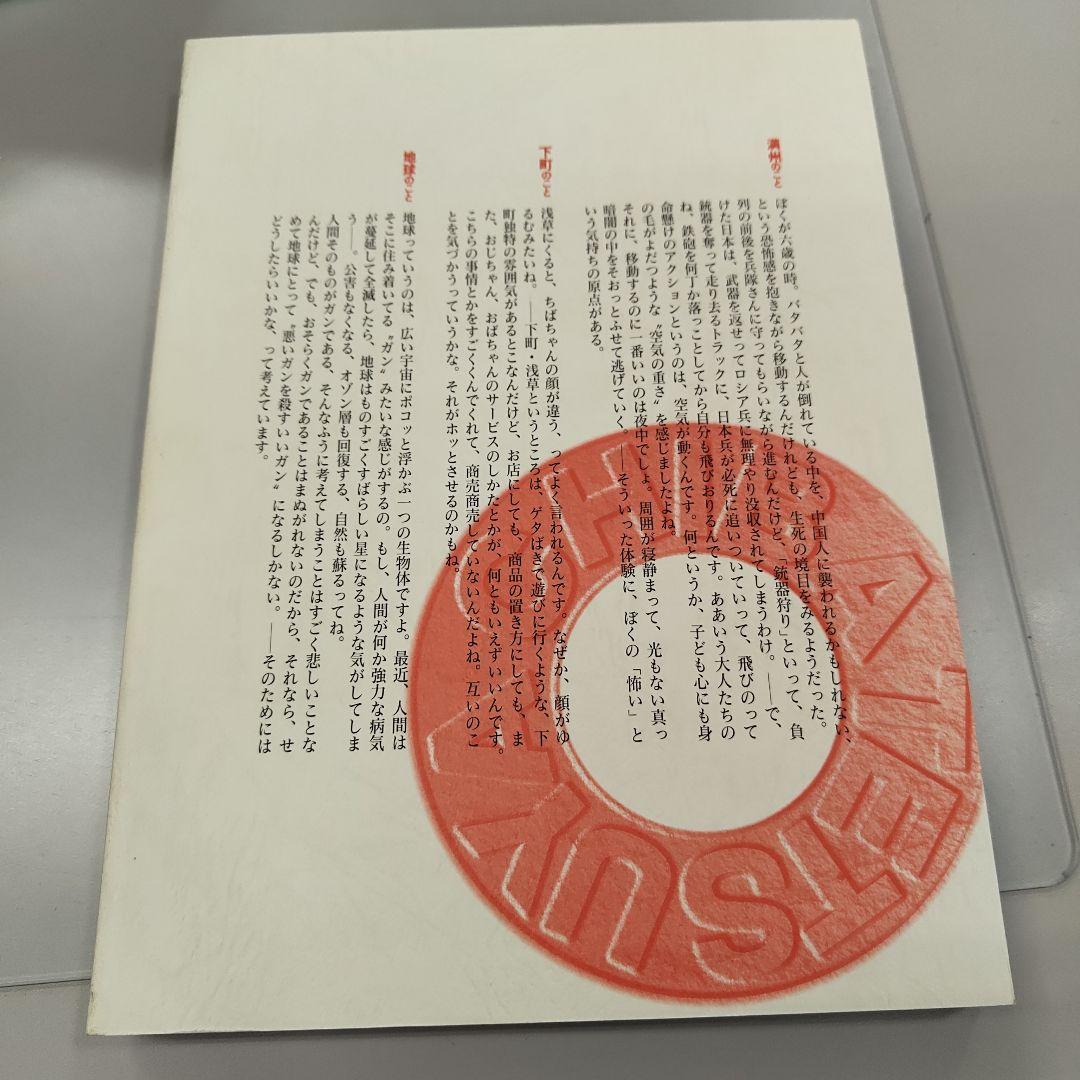 満州のこと
ぼくが六歳の時。バタバタと人が倒れている中を、中国人に襲われるかもしれない、
という恐怖感を抱きながら移動するんだけれども、生死の境目をみるようだった。
列の前後を兵隊さんに守ってもらいながら進むんだけど、「銃器狩り」といって、負
けた日本は、武器を返せってロシア兵に無理やり没収されてしまうわけ。――で、
銃器を奪って走り去るトラックに、日本兵が必死に追いついていって、飛びのって
ね、鉄砲を何丁か落っことしてから自分も飛びおりるんです。ああいう大人たちの
命懸けのアクションというのは、空気が動くんです。何というか、子ども心にも身
の毛がよだつような〝空気の重さ〟を感じましたよね。
それに、移動するのに一番いいのは夜中でしょ。周囲が寝静まって、光もない真っ
暗闇の中をそおっとふせて逃げていく。――そういった体験に、ぼくの「怖い」と
いう気持ちの原点がある。
下町のこと
浅草にくると、ちばちゃんの顔が違う、ってよく言われるんです。なぜか、顔がゆ
るむみたいね。――下町・浅草というところは、ゲタばきで遊びに行くような、下
町独特の雰囲気があるとこなんだけど、お店にしても、商品の置き方にしても、ま
た、おじちゃん、おばちゃんのサービスのしかたとかが、何ともいえずいいんです。
こちらの事情とかをすごくくんでくれて、商売商売していないんだよね。互いのこ
とを気づかうっていうかな。それがホッとさせるのかもね。
地球のこと
地球っていうのは、広い宇宙にポコッと浮かぶ一つの生物体ですよ。最近、人間は
そこに住み着いてる〝ガン〟みたいな感じがするの。もし、人間が何か強力な病気
が蔓延して全滅したら、地球はものすごくすばらしい星になるような気がしてしま
う――。公害もなくなる、オゾン層も回復する、自然も蘇るってね。
人間そのものがガンである、そんなふうに考えてしまうことはすごく悲しいことな
んだけど、でも、おそらくガンであることはまぬがれないのだから、それなら、せ
めて地球にとって〝悪いガンを殺すいいガン〟になるしかない。――そのためには
どうしたらいいかな、って考えています。
CHIBA TETSUYA